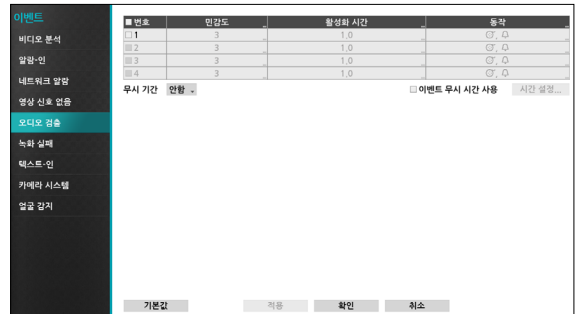 이벤트
비디오 분석
알람-인
네트워크 알람
영상 신호 없음
오디오 검출
녹화 실패
텍스트-인
카메라 시스템
얼굴 감지
번호 민감도 활성화 시간 동작
1 3 1.0
2 3 1.0
3 3 1.0
4 3 1.0
무시 기간 안함 이벤트 무시 시간 사용 시간 설정...
기본값 적용 확인 취소